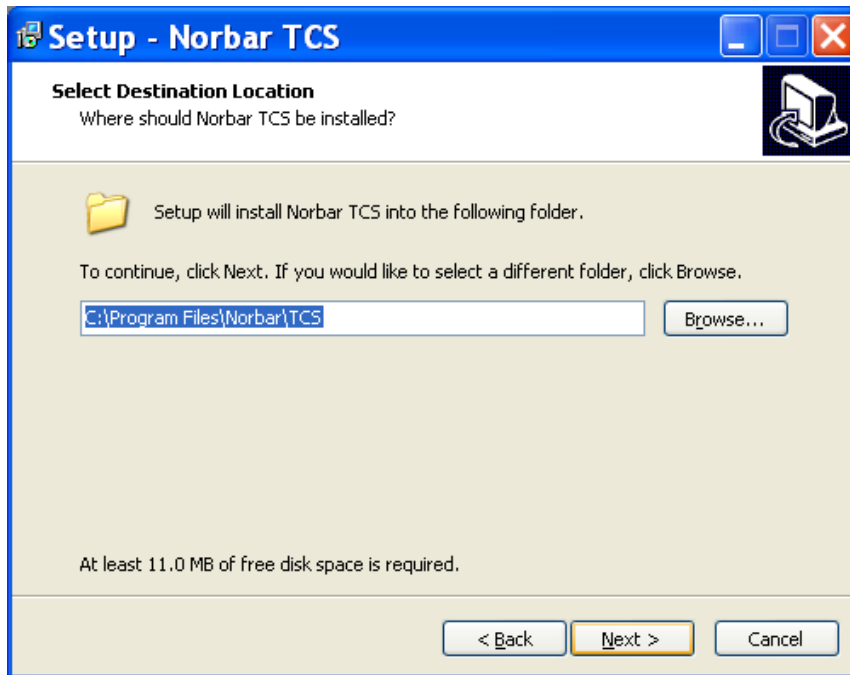 Setup - Norbar TCS
Select Destination Location
Where should Norbar TCS be installed?
Setup will install Norbar TCS into the following folder.
To continue, click Next. If you would like to select a different folder, click Browse.
C:\Program Files\Norbar\TCS
Browse...
At least 11.0 MB of free disk space is required.
< Back Next > Cancel